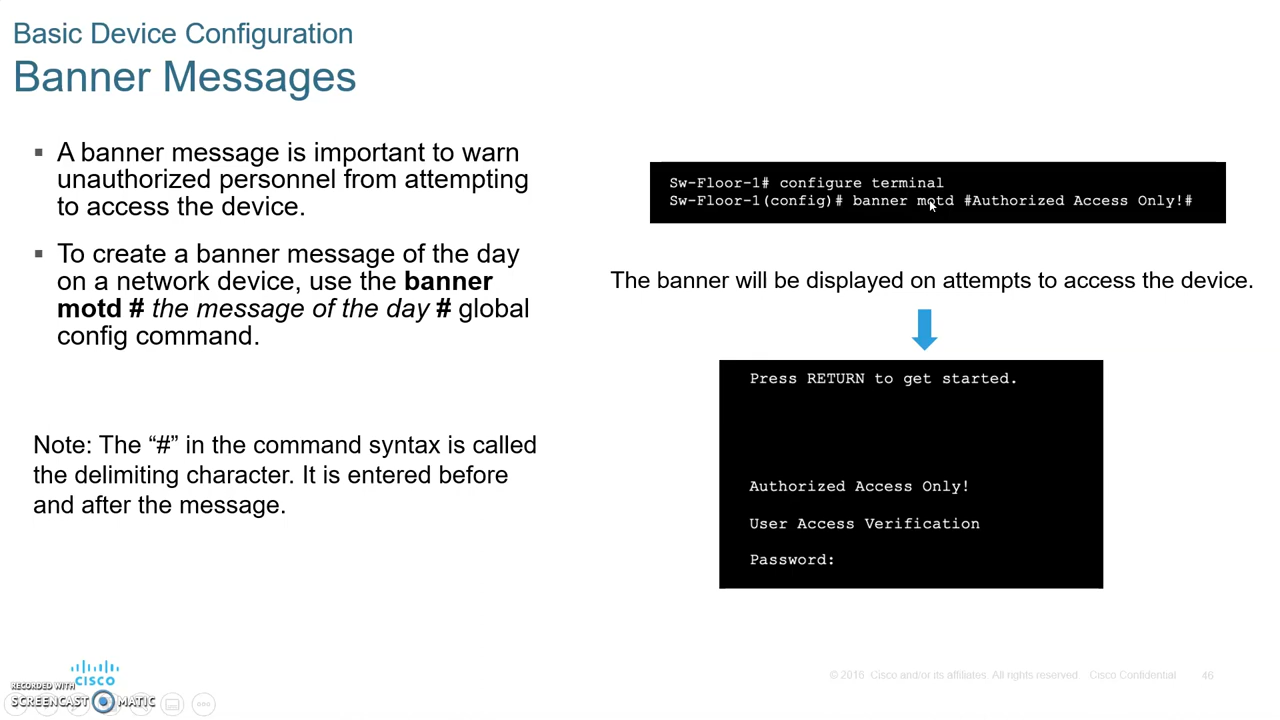 Basic Device Configuration
Banner Messages
▪ A banner message is important to warn
unauthorized personnel from attempting
to access the device.
▪ To create a banner message of the day
on a network device, use the banner
motd # the message of the day # global
config command.
Note: The “#” in the command syntax is called
the delimiting character. It is entered before
and after the message.
Sw-Floor-1# configure terminal
Sw-Floor-1(config)# banner motd #Authorized Access Only!#
The banner will be displayed on attempts to access the device.
Press RETURN to get started.
Authorized Access Only!
User Access Verification
Password:
CISCO
RECORDED WITH
SCREENCAST MATIC
© 2016 Cisco and/or its affiliates. All rights reserved. Cisco Confidential
46